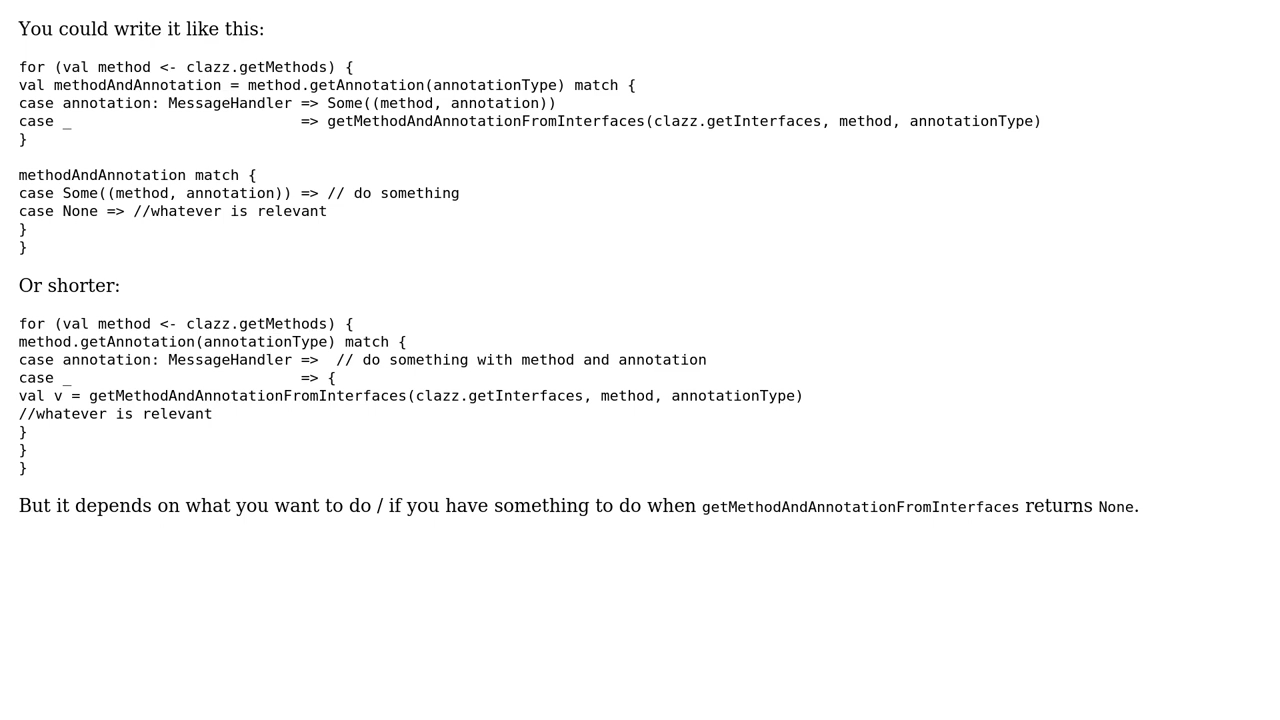 You could write it like this:
for (val method <- clazz.getMethods) {
val methodAndAnnotation = method.getAnnotation(annotationType) match {
case annotation: MessageHandler => Some((method, annotation))
case _                          => getMethodAndAnnotationFromInterfaces(clazz.getInterfaces, method, annotationType)
}

methodAndAnnotation match {
case Some((method, annotation)) => // do something
case None => //whatever is relevant
}
}
Or shorter:
for (val method <- clazz.getMethods) {
method.getAnnotation(annotationType) match {
case annotation: MessageHandler =>  // do something with method and annotation
case _                          => {
val v = getMethodAndAnnotationFromInterfaces(clazz.getInterfaces, method, annotationType)
//whatever is relevant
}
}
}
But it depends on what you want to do / if you have something to do when getMethodAndAnnotationFromInterfaces returns None.